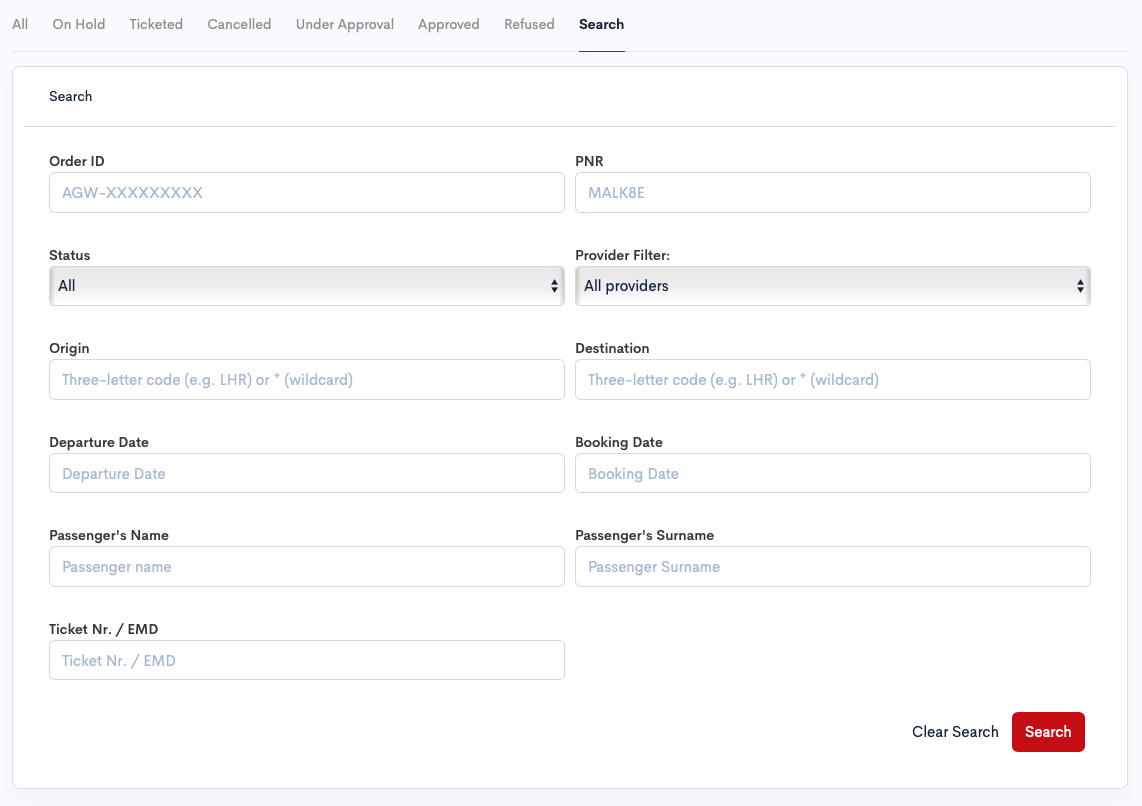 All On Hold Ticketed Cancelled Under Approval Approved Refused Search
Search
Order ID PNR
AGW-XXXXXXXXX MALK8E
Status Provider Filter:
All All providers
Origin Destination
Three-letter code (e.g. LHR) or * (wildcard) Three-letter code (e.g. LHR) or * (wildcard)
Departure Date Booking Date
Departure Date Booking Date
Passenger's Name Passenger's Surname
Passenger name Passenger Surname
Ticket Nr. / EMD
Ticket Nr. / EMD
Clear Search Search